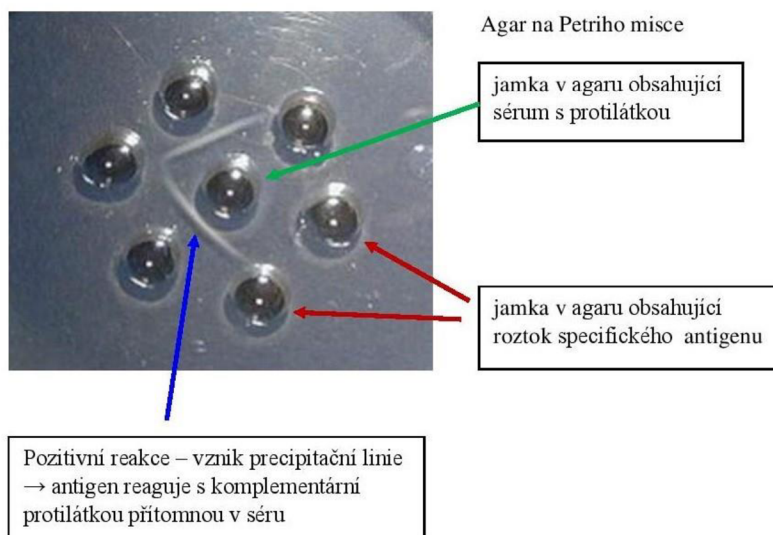 Agar na Petriho misce
jamka v agaru obsahující
sérum s protilátkou
jamka v agaru obsahující
roztok specifického antigenu
Pozitivní reakce – vznik precipitační linie
→ antigen reaguje s komplementární
protilátkou přítomnou v séru